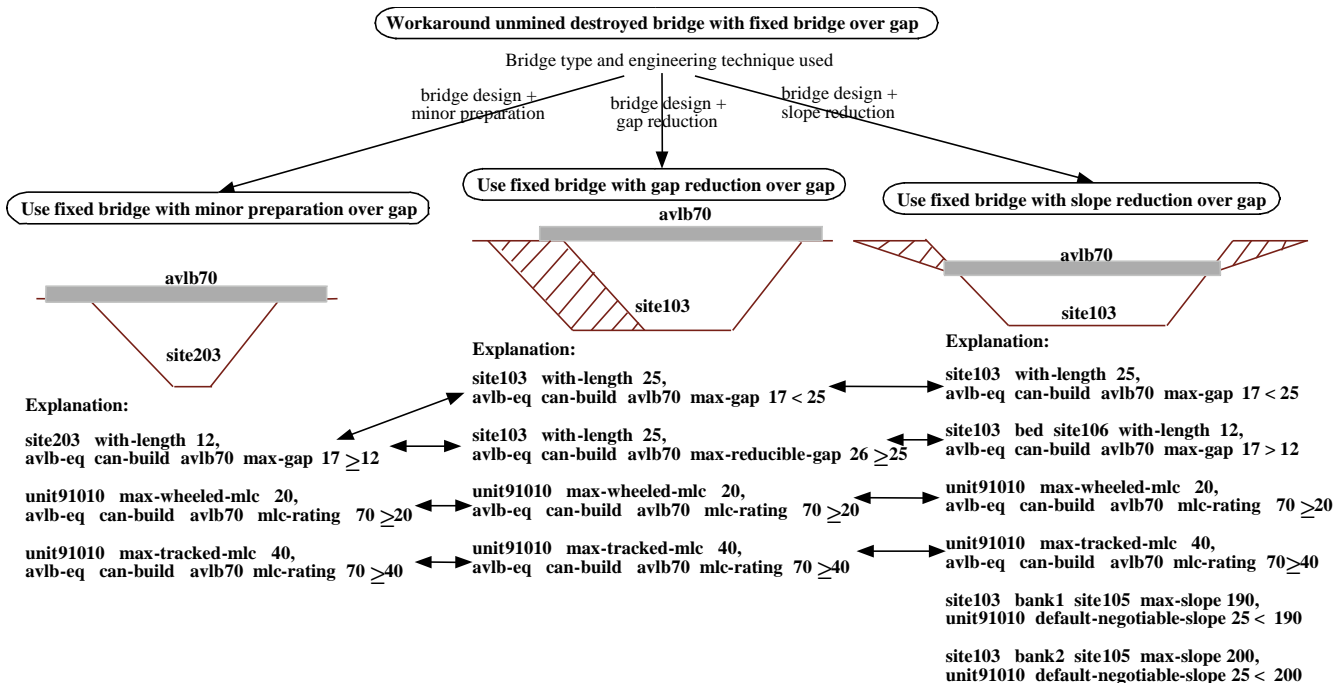 Workaround unmined destroyed bridge with fixed bridge over gap
Bridge type and engineering technique used
bridge design +
minor preparation
bridge design +
gap reduction
bridge design +
slope reduction
Use fixed bridge with minor preparation over gap
avlb70
site203
Explanation:
site203 with-length 12,
avlb-eq can-build avlb70 max-gap 17 ≥12
unit91010 max-wheeled-mlc 20,
avlb-eq can-build avlb70 mlc-rating 70 ≥20
unit91010 max-tracked-mlc 40,
avlb-eq can-build avlb70 mlc-rating 70 ≥40
Use fixed bridge with gap reduction over gap
avlb70
site103
Explanation:
site103 with-length 25,
avlb-eq can-build avlb70 max-gap 17 < 25
site103 with-length 25,
avlb-eq can-build avlb70 max-reducible-gap 26 ≥25
unit91010 max-wheeled-mlc 20,
avlb-eq can-build avlb70 mlc-rating 70 ≥20
unit91010 max-tracked-mlc 40,
avlb-eq can-build avlb70 mlc-rating 70 ≥40
Use fixed bridge with slope reduction over gap
avlb70
site103
Explanation:
site103 with-length 25,
avlb-eq can-build avlb70 max-gap 17 < 25
site103 bed site106 with-length 12,
avlb-eq can-build avlb70 max-gap 17 > 12
unit91010 max-wheeled-mlc 20,
avlb-eq can-build avlb70 mlc-rating 70 ≥20
unit91010 max-tracked-mlc 40,
avlb-eq can-build avlb70 mlc-rating 70≥40
site103 bank1 site105 max-slope 190,
unit91010 default-negotiable-slope 25 < 190
site103 bank2 site105 max-slope 200,
unit91010 default-negotiable-slope 25 < 200